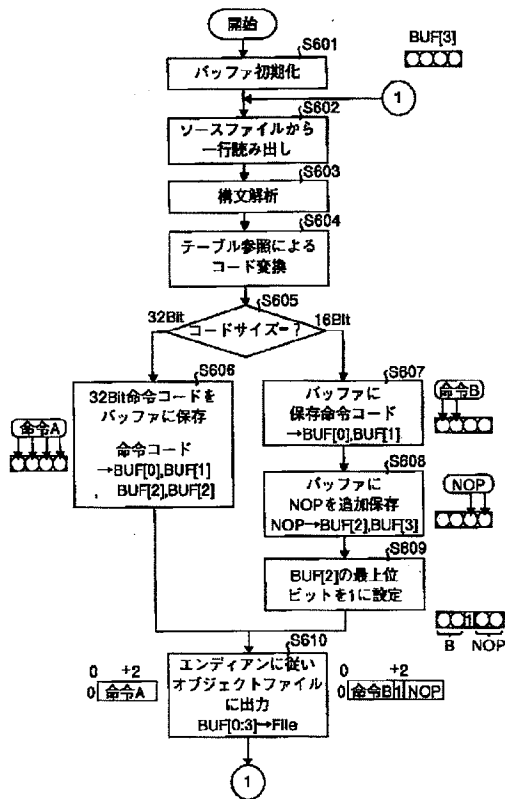 開始
S601
BUF[3]
バッファ初期化
1
S602
ソースファイルから
一行読み出し
S603
構文解析
S604
テーブル参照による
コード変換
S605
32Bit
コードサイズ=?
16Bit
S606
32Bit命令コードを
バッファに保存
命令コード
→BUF[0],BUF[1]
BUF[2],BUF[2]
命令A
S607
バッファに
保存命令コード
→BUF[0],BUF[1]
命令B
S608
バッファに
NOPを追加保存
NOP→BUF[2],BUF[3]
NOP
S609
BUF[2]の最上位
ビットを1に設定
1
B NOP
S610
エンディアンに従い
オブジェクトファイル
に出力
BUF[0:3]→File
0 +2
0 命令A
0 +2
0 命令B 1 NOP
1